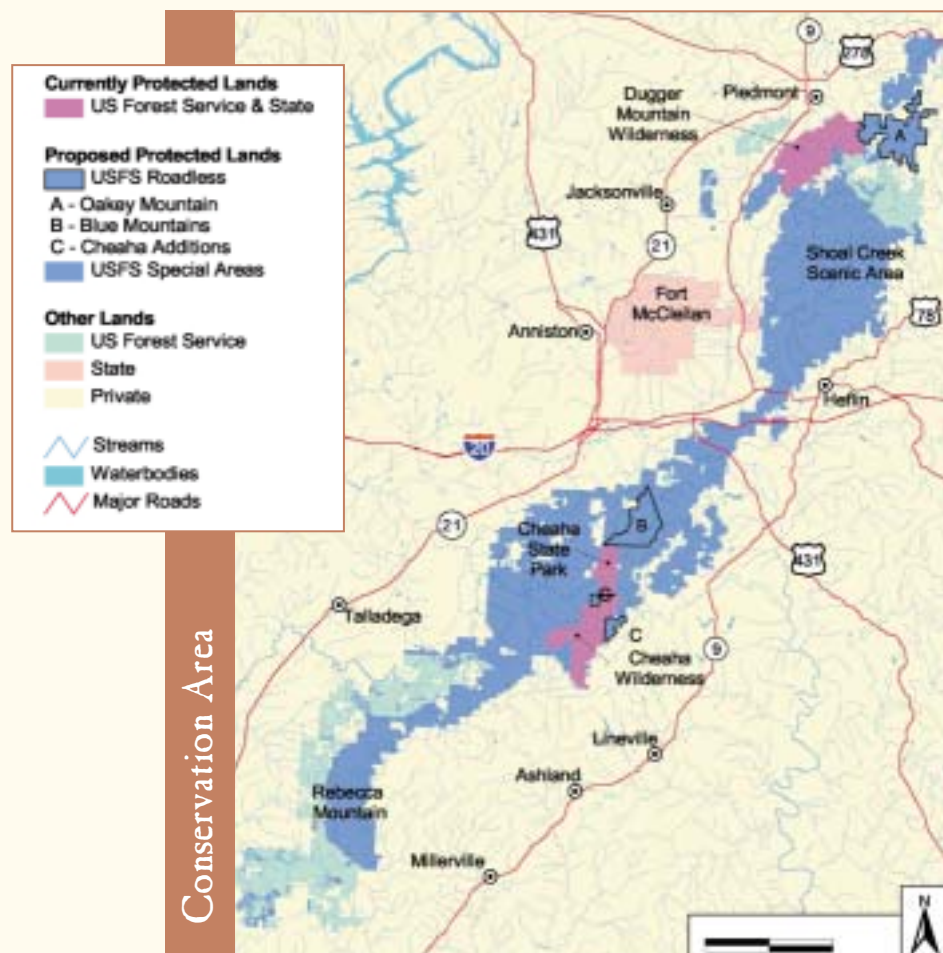 Currently Protected Lands
US Forest Service & State
Proposed Protected Lands
USFS Roadless
A - Oakey Mountain
B - Blue Mountains
C - Cheaha Additions
USFS Special Areas
Other Lands
US Forest Service
State
Private
Streams
Waterbodies
Major Roads
Conservation Area
9
278
Dugger
Mountain
Wilderness
Piedmont
A
Jacksonville
431
21
Shoal Creek
Scenic Area
Fort
McClellan
Anniston
78
Heflin
20
21
Cheaha
State
Park
B
431
Talladega
C
Cheaha
Wilderness
9
Lineville
Ashland
Rebecca
Mountain
Millerville
N